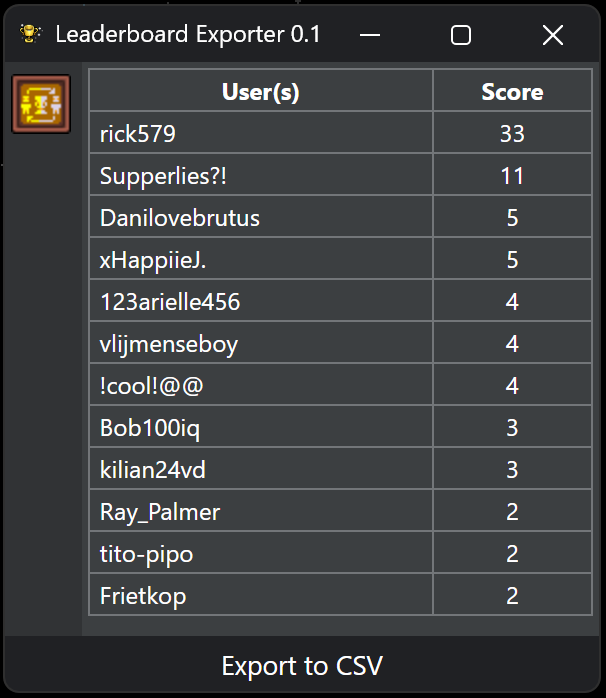 Leaderboard Exporter 0.1
User(s) Score
rick579 33
Supperlies?! 11
Danilovebrutus 5
xHappiieJ. 5
123arielle456 4
vlijmenseboy 4
!cool!@@ 4
Bob100iq 3
kilian24vd 3
Ray_Palmer 2
tito-pipo 2
Frietkop 2
Export to CSV